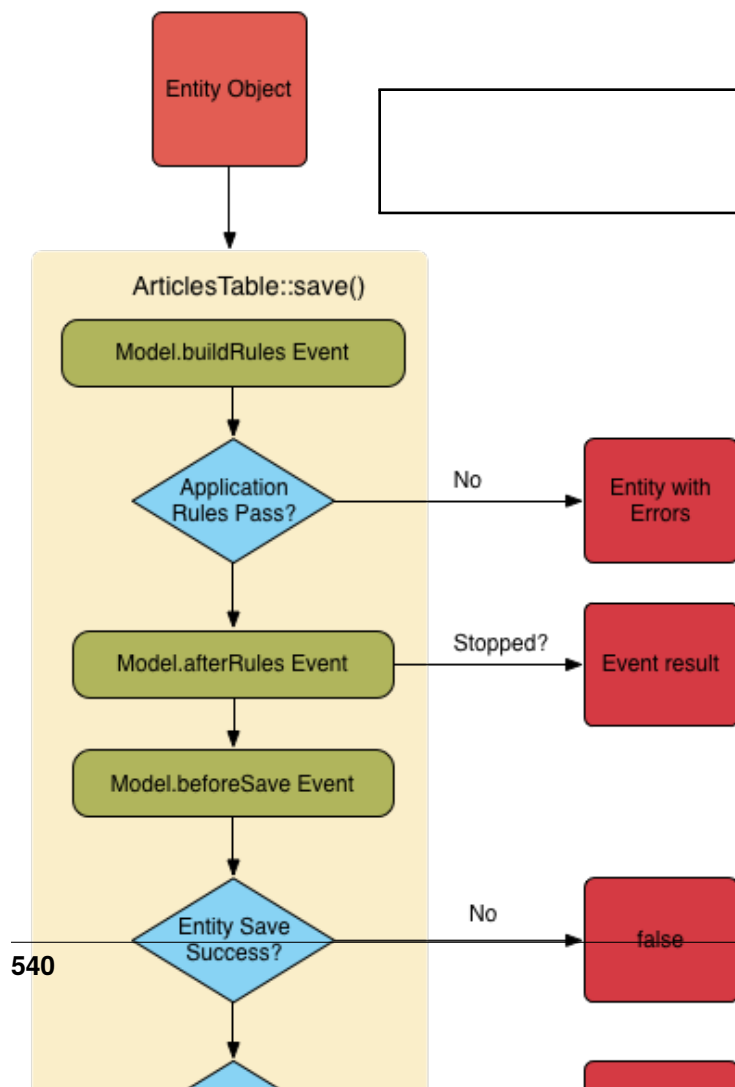 Entity Object
ArticlesTable::save()
Model.buildRules Event
Application
Rules Pass?
No
Entity with
Errors
Model.afterRules Event
Stopped?
Event result
Model.beforeSave Event
Entity Save
Success?
No
false
540